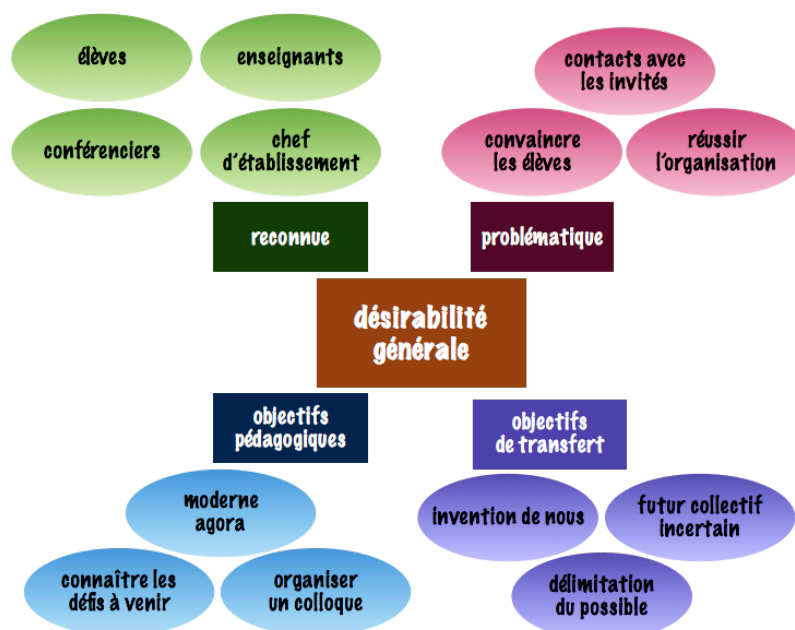 élèves
enseignants
conférenciers
chef
d'établissement
reconnue
contacts avec
les invités
convaincre
les élèves
réussir
l'organisation
problématique
désirabilité
générale
objectifs
pédagogiques
moderne
agora
connaître les
défis à venir
organiser
un colloque
objectifs
de transfert
invention de nous
futur collectif
incertain
délimitation
du possible